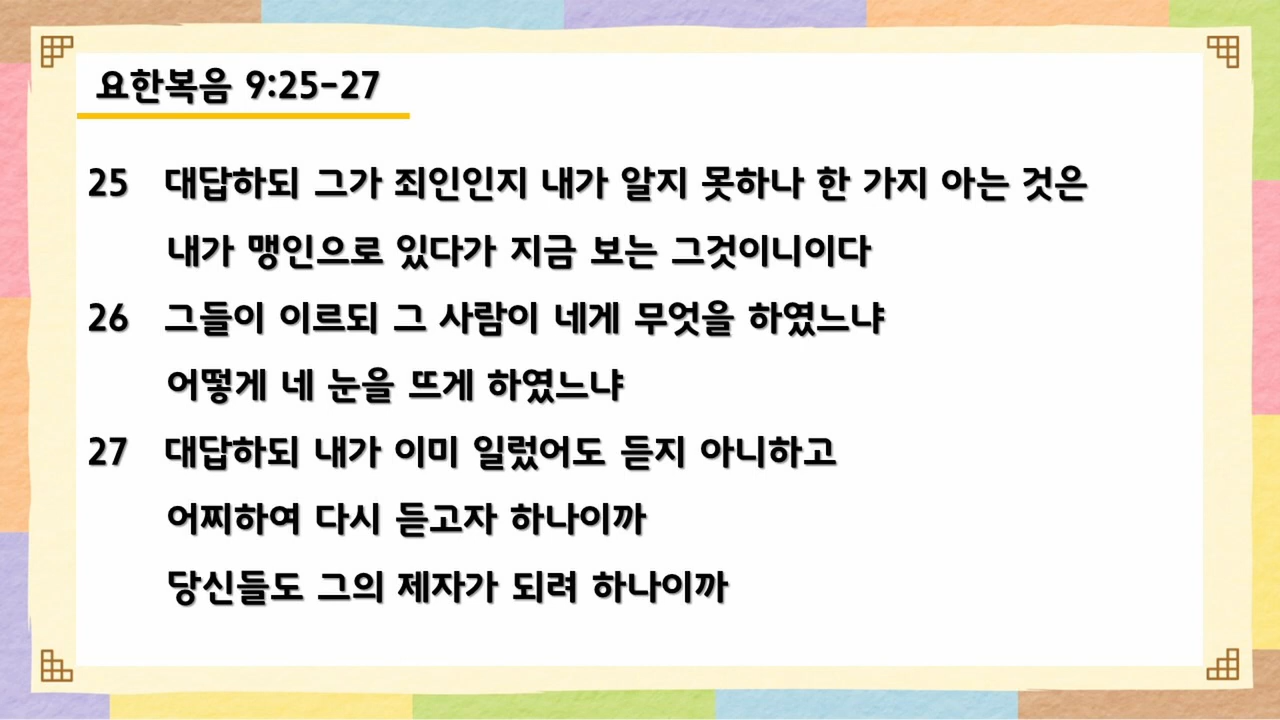 요한복음 9:25-27
25 대답하되 그가 죄인인지 내가 알지 못하나 한 가지 아는 것은
내가 맹인으로 있다가 지금 보는 그것이니이다
26 그들이 이르되 그 사람이 네게 무엇을 하였느냐
어떻게 네 눈을 뜨게 하였느냐
27 대답하되 내가 이미 일렀어도 듣지 아니하고
어찌하여 다시 듣고자 하나이까
당신들도 그의 제자가 되려 하나이까